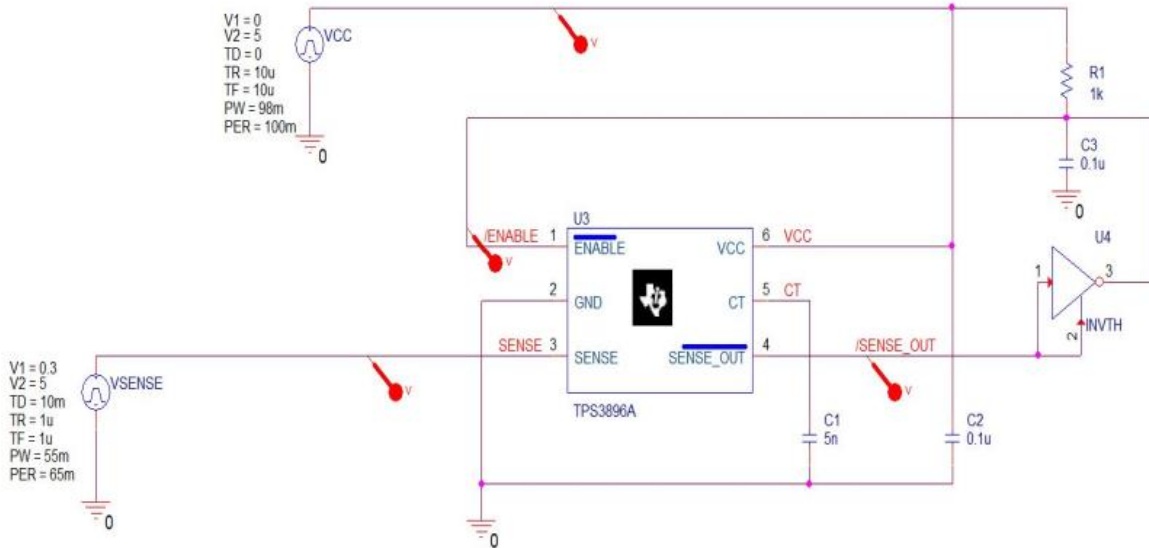 V1 = 0
V2 = 5
TD = 0
TR = 10u
TF = 10u
PW = 98m
PER = 100m
VCC
0
V
R1
1k
C3
0.1u
0
U3
/ENABLE
1
ENABLE
V
VCC
6
VCC
U4
1
3
INVTH
2
2
GND
CT
5
CT
SENSE
3
SENSE
SENSE_OUT
4
/SENSE_OUT
V
V
TPS3896A
V1 = 0.3
V2 = 5
TD = 10m
TR = 1u
TF = 1u
PW = 55m
PER = 65m
VSENSE
0
C1
5n
C2
0.1u
0